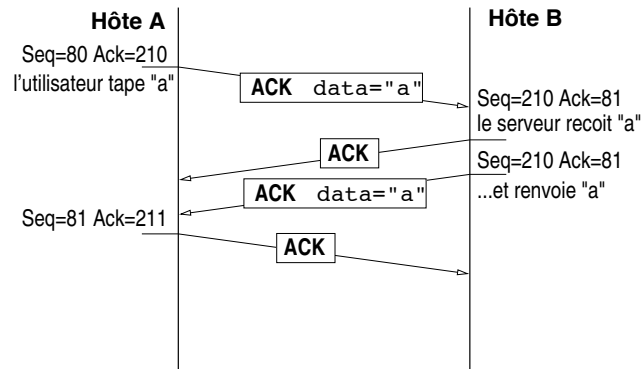 Hôte A
Hôte B
Seq=80 Ack=210
l'utilisateur tape "a"
ACK data="a"
Seq=210 Ack=81
le serveur recoit "a"
ACK
Seq=210 Ack=81
...et renvoie "a"
ACK data="a"
Seq=81 Ack=211
ACK